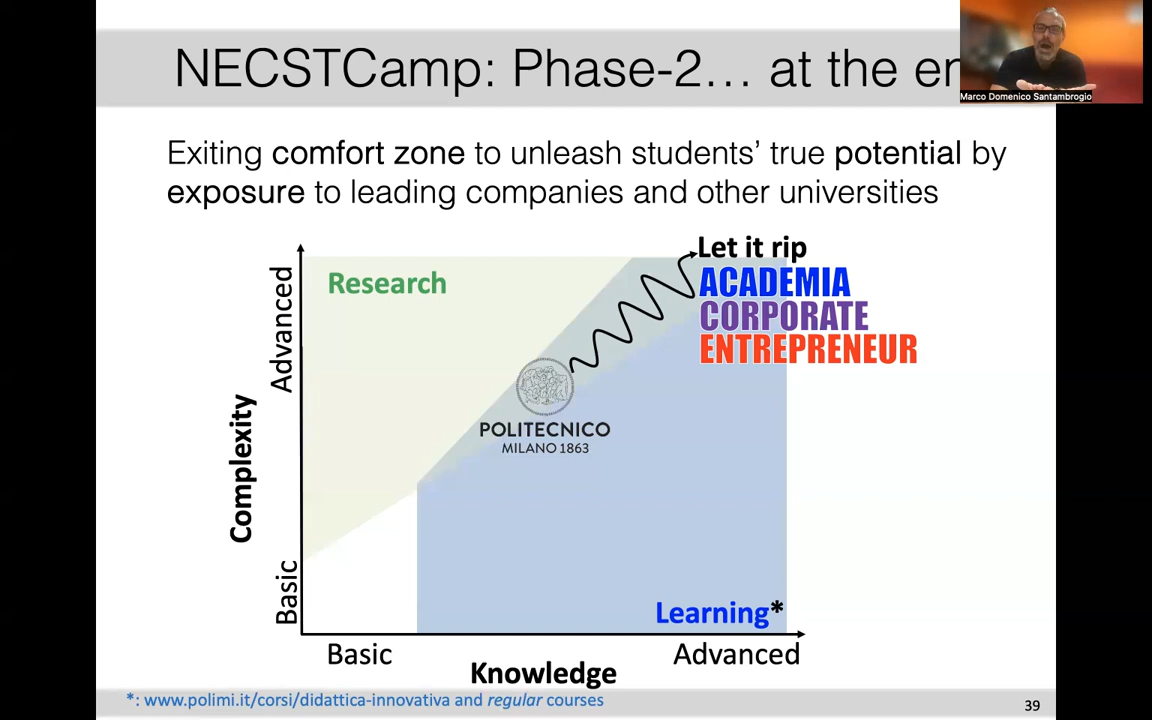 NECSTCamp: Phase-2… at the en
Marco Domenico Santambrogio
Exiting comfort zone to unleash students’ true potential by
exposure to leading companies and other universities
Let it rip
Research
ACADEMIA
CORPORATE
ENTREPRENEUR
Advanced
POLITECNICO
MILANO 1863
Complexity
Basic
Learning*
Basic
Advanced
Knowledge
*: www.polimi.it/corsi/didattica-innovativa and regular courses
39